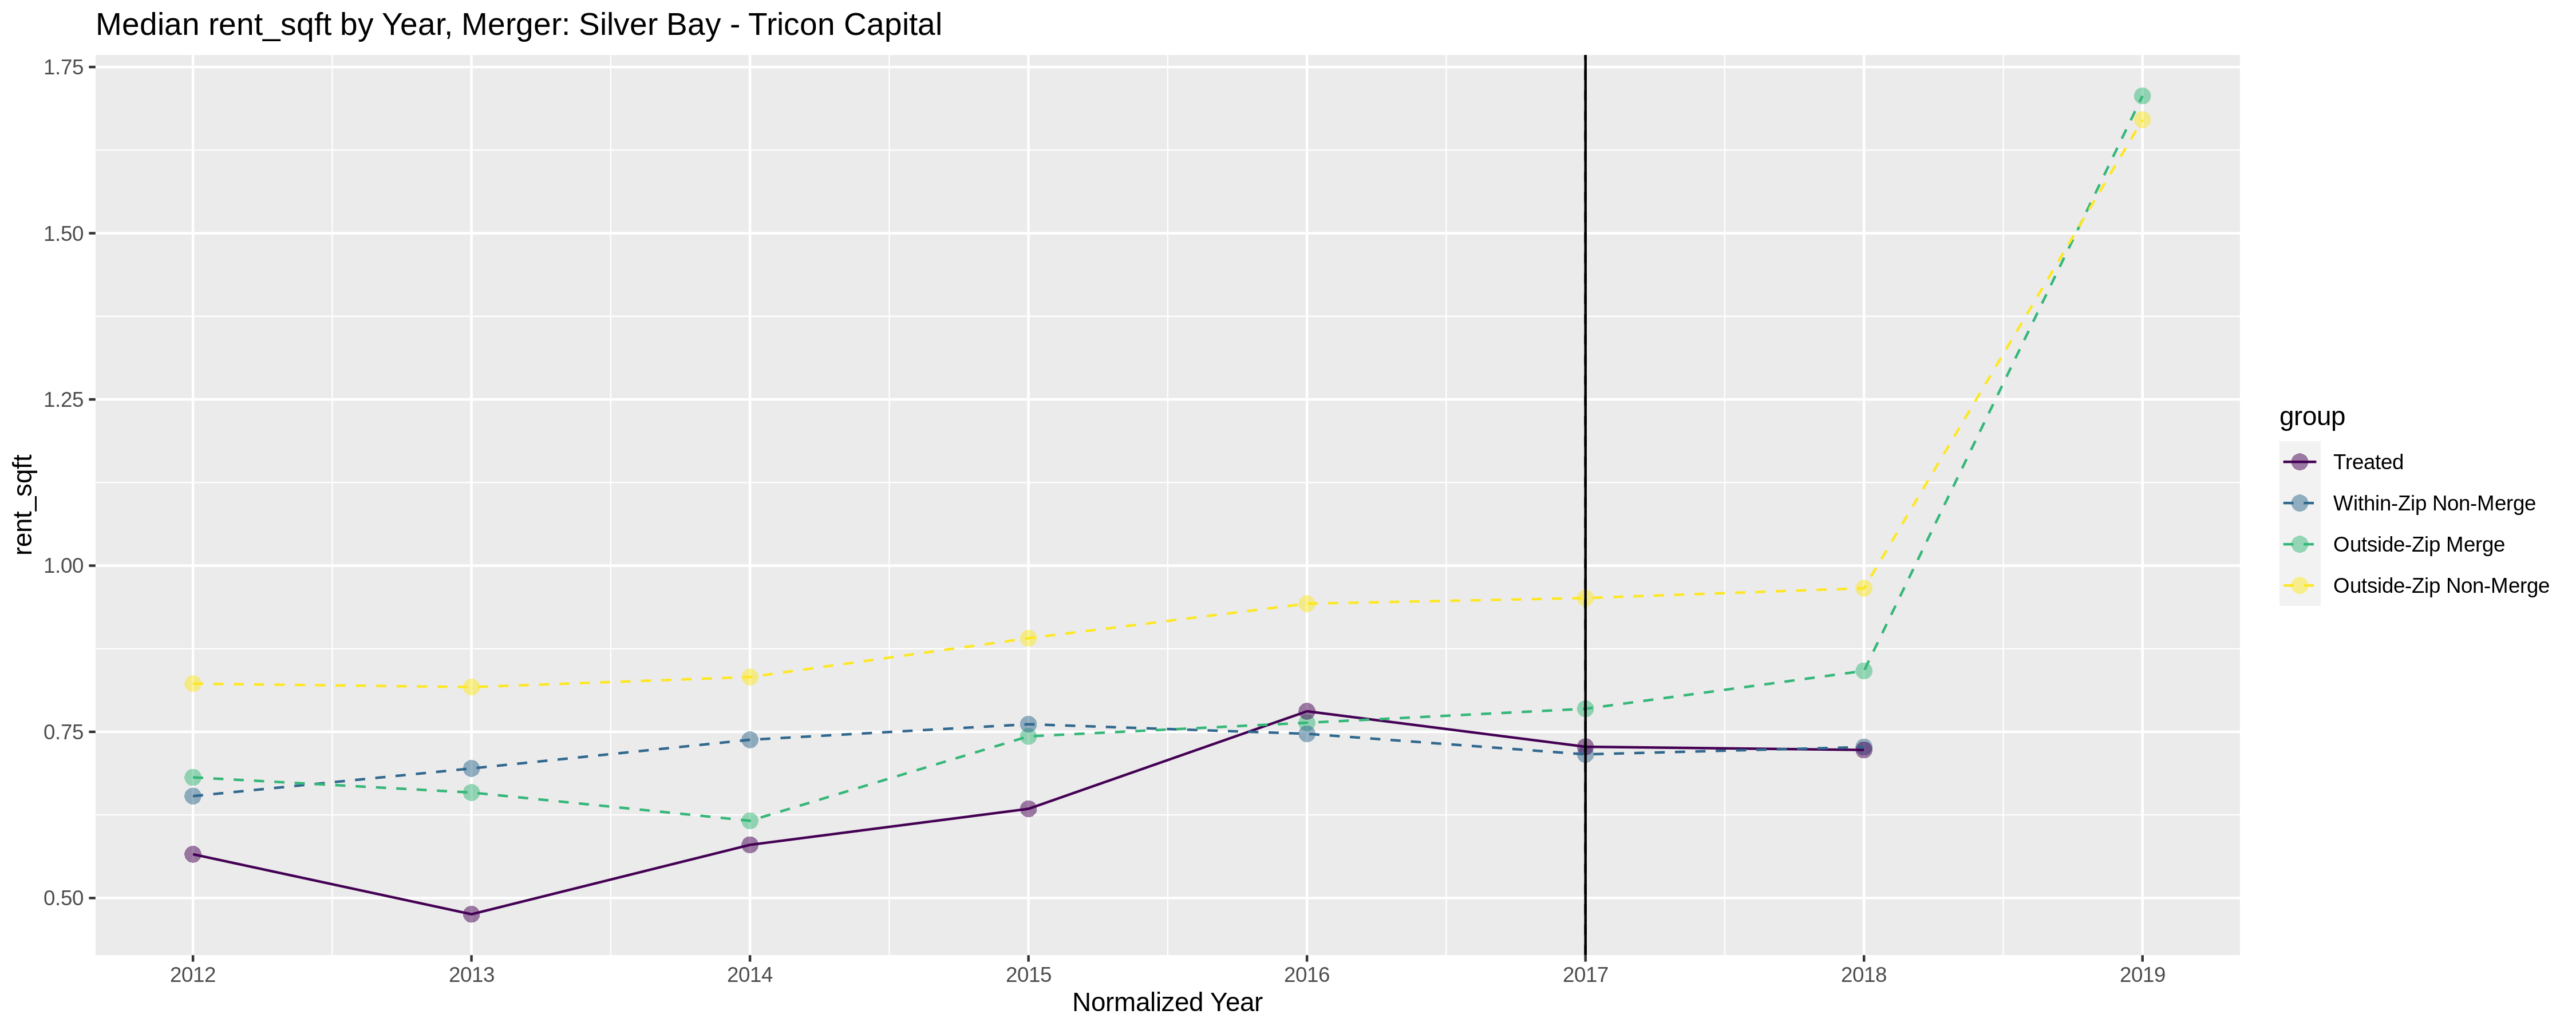 Median rent_sqft by Year, Merger: Silver Bay - Tricon Capital
1.75
1.50
1.25
1.00
0.75
0.50
rent_sqft
2012 2013 2014 2015 2016 2017 2018 2019
Normalized Year
group
Treated
Within-Zip Non-Merge
Outside-Zip Merge
Outside-Zip Non-Merge